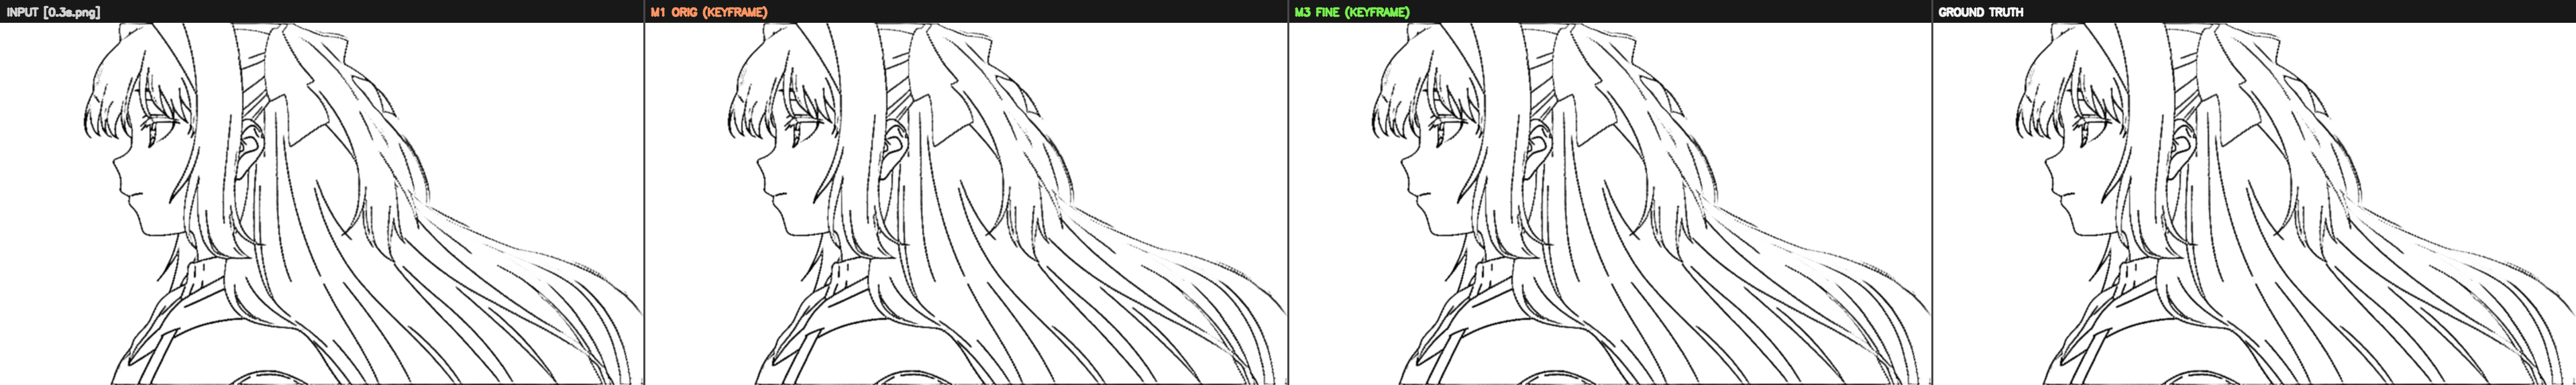 INPUT [0.3s.png]
M1 ORIG (KEYFRAME)
M3 FINE (KEYFRAME)
GROUND TRUTH